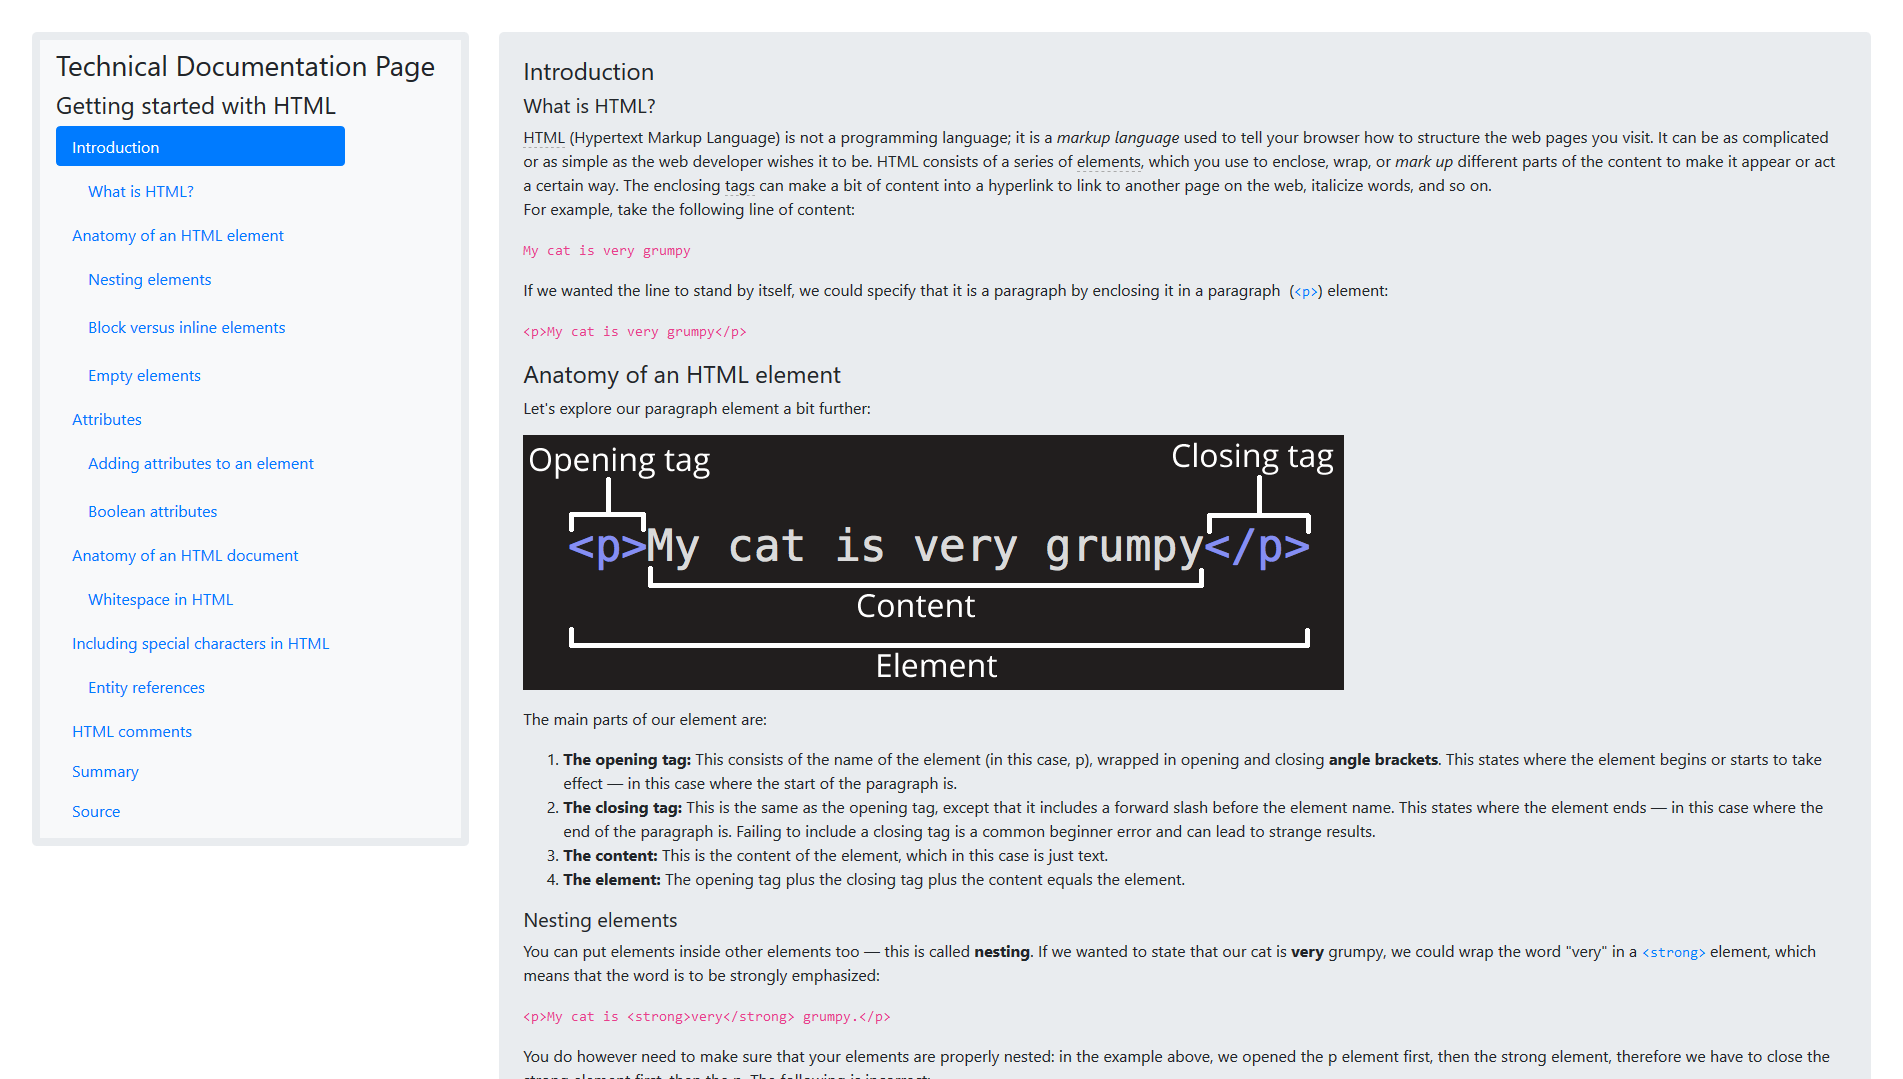 Technical Documentation Page
Getting started with HTML
Introduction
What is HTML?
Anatomy of an HTML element
Nesting elements
Block versus inline elements
Empty elements
Attributes
Adding attributes to an element
Boolean attributes
Anatomy of an HTML document
Whitespace in HTML
Including special characters in HTML
Entity references
HTML comments
Summary
Source
Introduction
What is HTML?
HTML (Hypertext Markup Language) is not a programming language; it is a markup language used to tell your browser how to structure the web pages you visit. It can be as complicated
or as simple as the web developer wishes it to be. HTML consists of a series of elements, which you use to enclose, wrap, or mark up different parts of the content to make it appear or act
a certain way. The enclosing tags can make a bit of content into a hyperlink to link to another page on the web, italicize words, and so on.
For example, take the following line of content:
My cat is very grumpy
If we wanted the line to stand by itself, we could specify that it is a paragraph by enclosing it in a paragraph (<p>) element:
<p>My cat is very grumpy</p>
Anatomy of an HTML element
Let's explore our paragraph element a bit further:
Opening tag Closing tag
<p>My cat is very grumpy</p>
Content
Element
The main parts of our element are:
1. The opening tag: This consists of the name of the element (in this case, p), wrapped in opening and closing angle brackets. This states where the element begins or starts to take
effect — in this case where the start of the paragraph is.
2. The closing tag: This is the same as the opening tag, except that it includes a forward slash before the element name. This states where the element ends — in this case where the
end of the paragraph is. Failing to include a closing tag is a common beginner error and can lead to strange results.
3. The content: This is the content of the element, which in this case is just text.
4. The element: The opening tag plus the closing tag plus the content equals the element.
Nesting elements
You can put elements inside other elements too — this is called nesting. If we wanted to state that our cat is very grumpy, we could wrap the word "very" in a <strong> element, which
means that the word is to be strongly emphasized:
<p>My cat is <strong>very</strong> grumpy.</p>
You do however need to make sure that your elements are properly nested: in the example above, we opened the p element first, then the strong element, therefore we have to close the